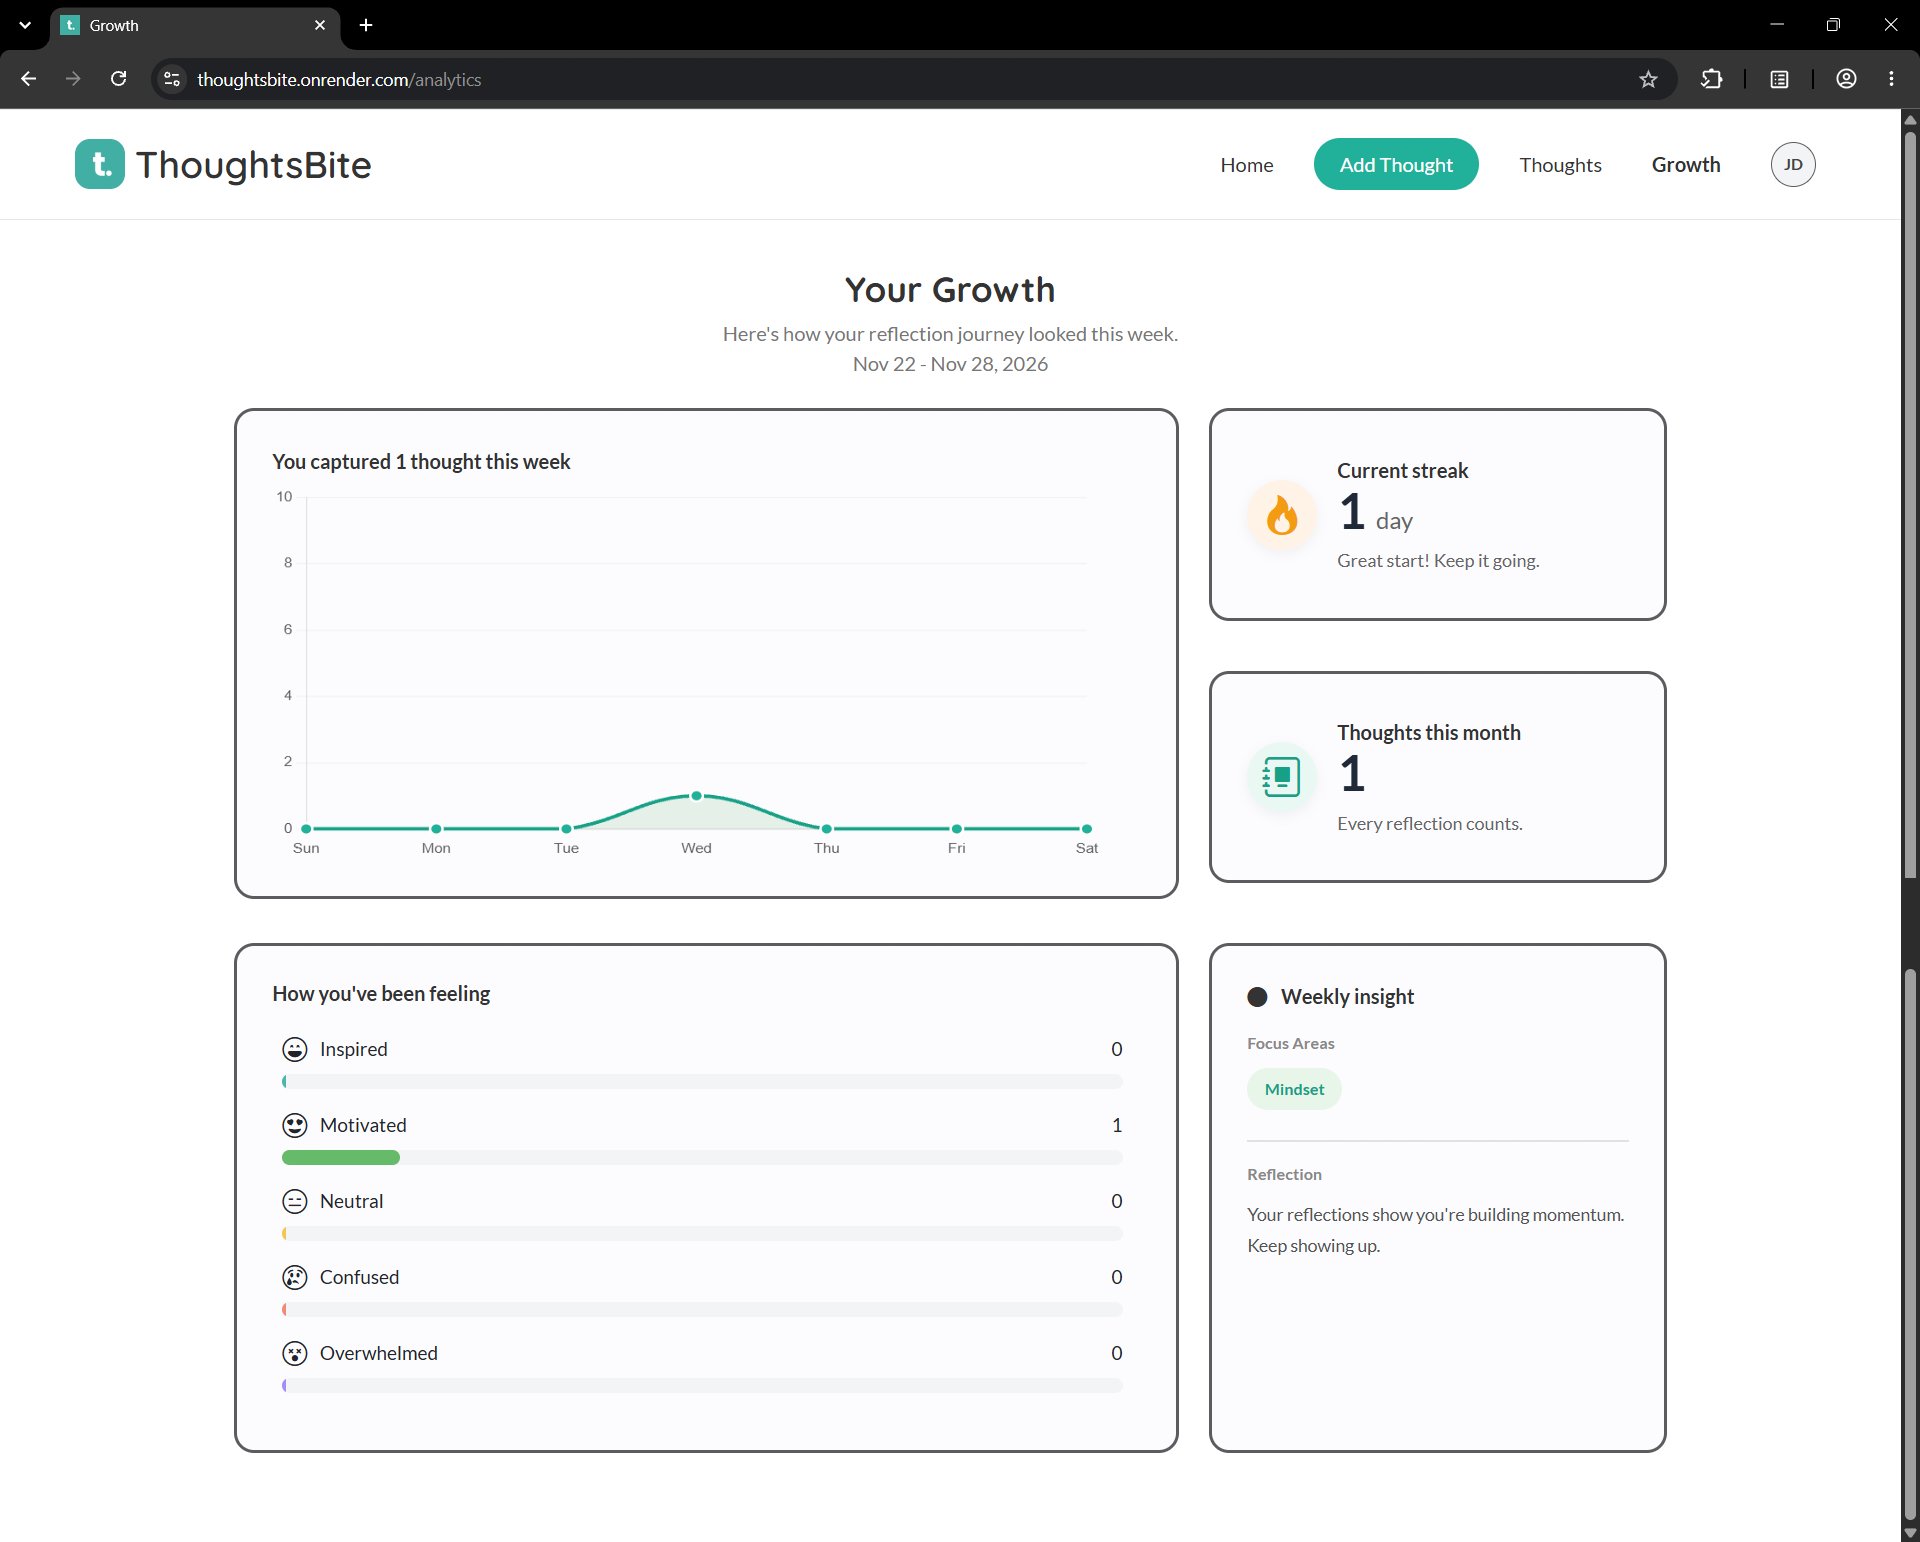 Growth
thoughtsbite.onrender.com/analytics
t. ThoughtsBite
Home
Add Thought
Thoughts
Growth
JD
Your Growth
Here's how your reflection journey looked this week.
Nov 22 - Nov 28, 2026
You captured 1 thought this week
10
8
6
4
2
0
Sun Mon Tue Wed Thu Fri Sat
Current streak
1 day
Great start! Keep it going.
Thoughts this month
1
Every reflection counts.
How you've been feeling
Inspired 0
Motivated 1
Neutral 0
Confused 0
Overwhelmed 0
Weekly insight
Focus Areas
Mindset
Reflection
Your reflections show you're building momentum.
Keep showing up.